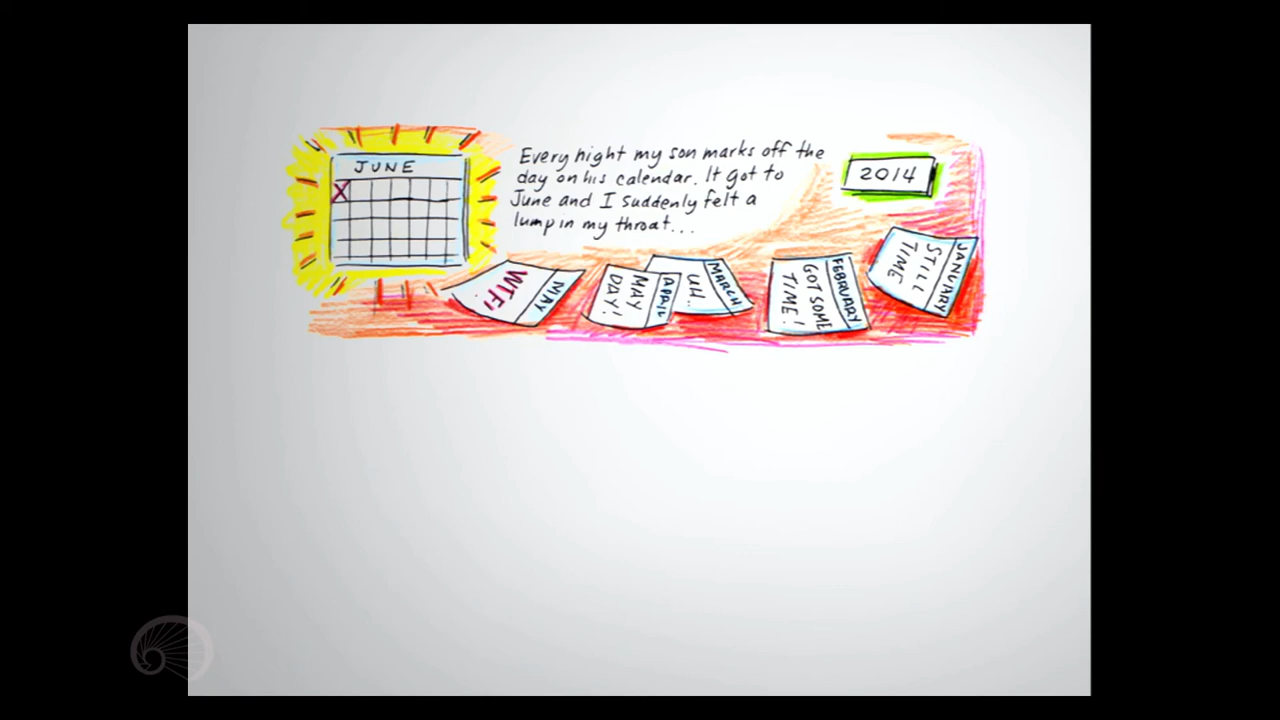 JUNE
X
Every night my son marks off the
day on his calendar. It got to
June and I suddenly felt a
lump in my throat...
2014
MAY
WTF!
APRIL
MAY
DAY!
MARCH
UH.
FEBRUARY
GOT SOME
TIME!
JANUARY
STILL
TIME